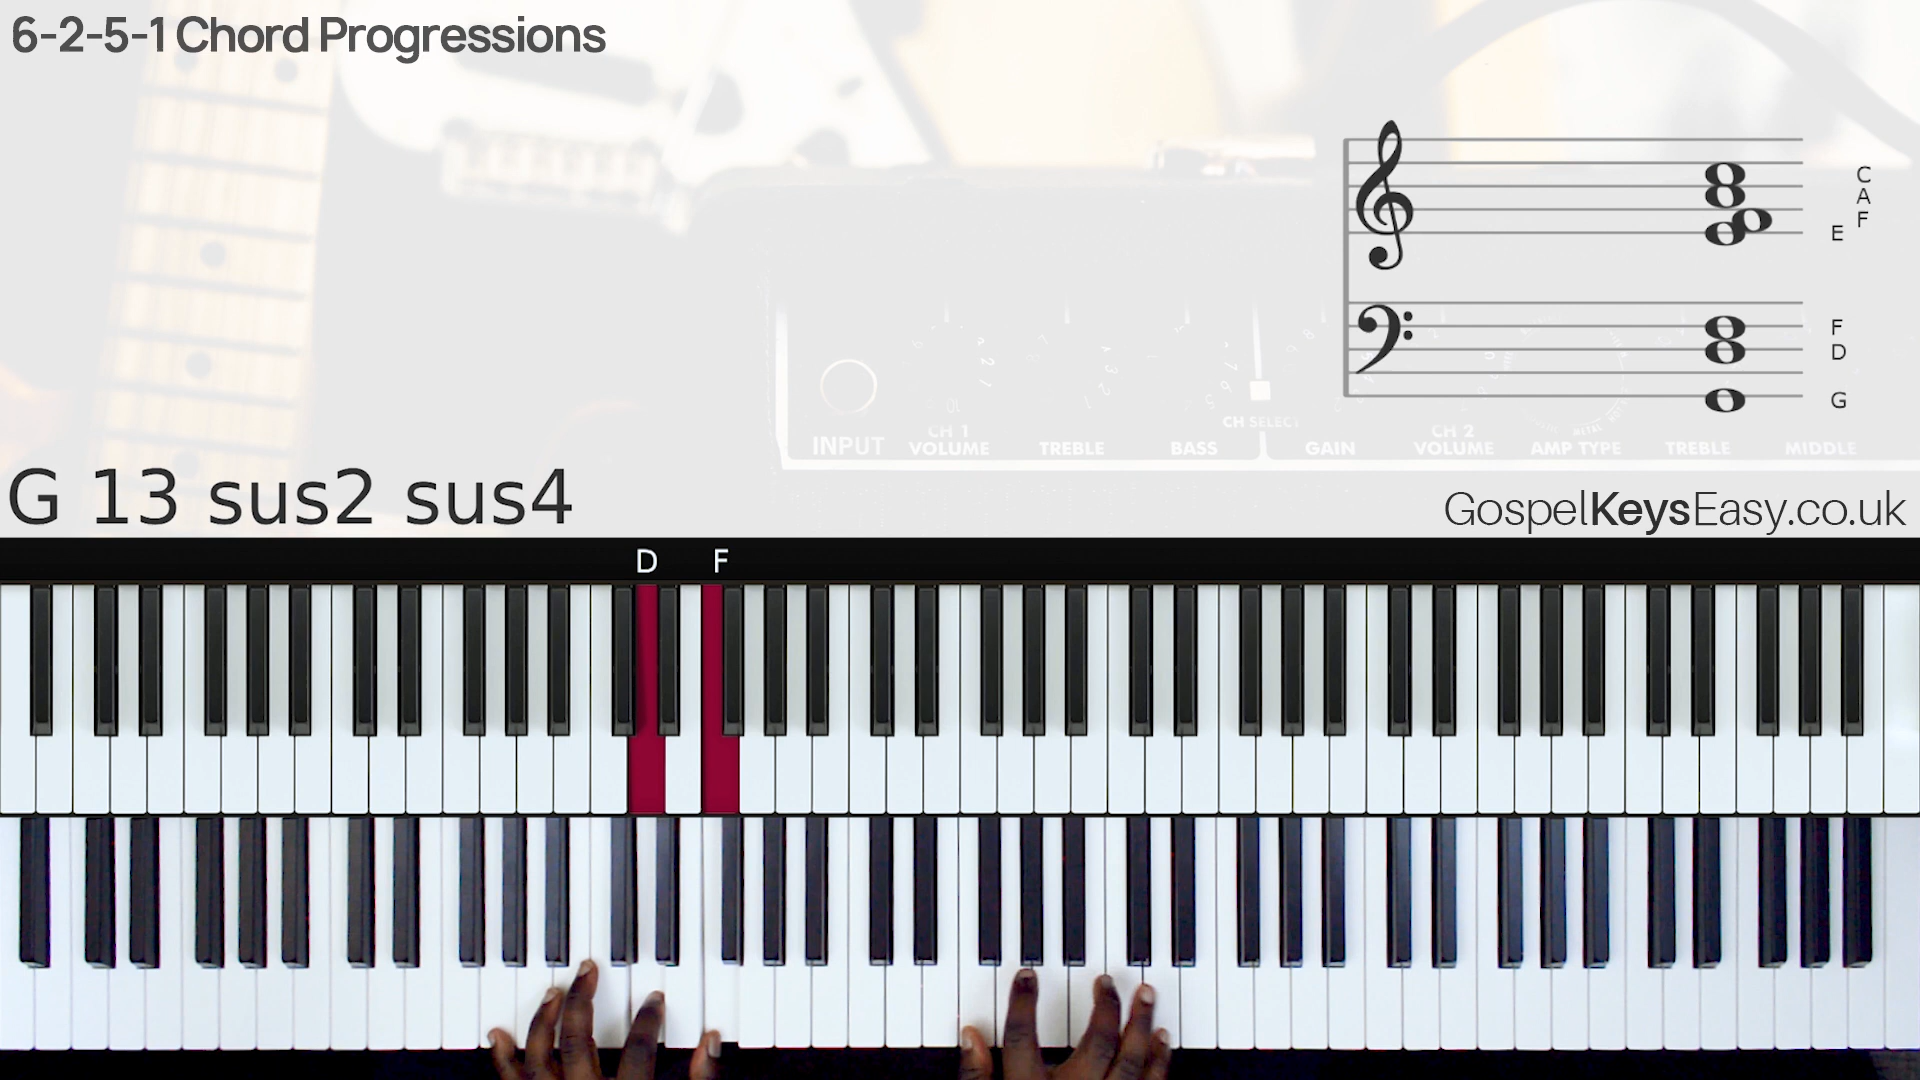 6-2-5-1 Chord Progressions
C
A
F
E
F
D
G
INPUT
CH 1
VOLUME
TREBLE
BASS
CH SELECT
GAIN
CH 2
VOLUME
AMP TYPE
TREBLE
MIDDLE
G 13 sus2 sus4
GospelKeysEasy.co.uk
D F